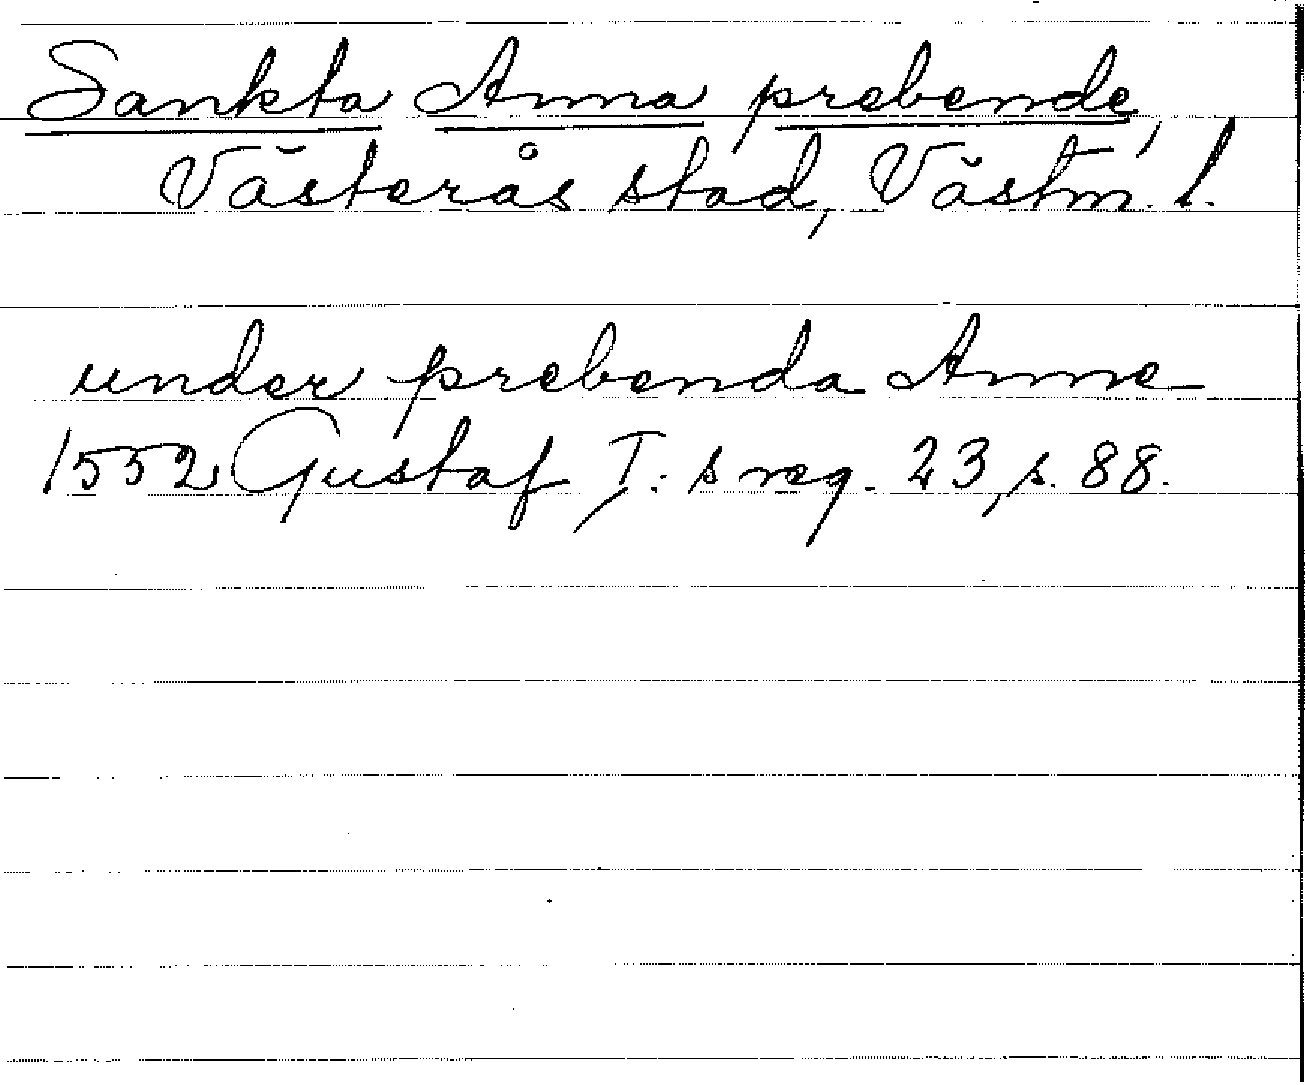 Sankta Anna prebende,
Västerås stad, Västm. l.
under prebenda Anne
1552 Gustaf I:s reg. 23, s. 88.